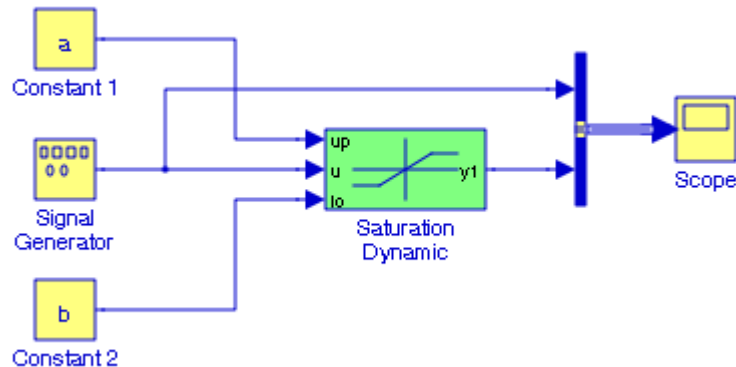 a
Constant 1
Signal
Generator
b
Constant 2
up
u
lo
y1
Saturation
Dynamic
Scope